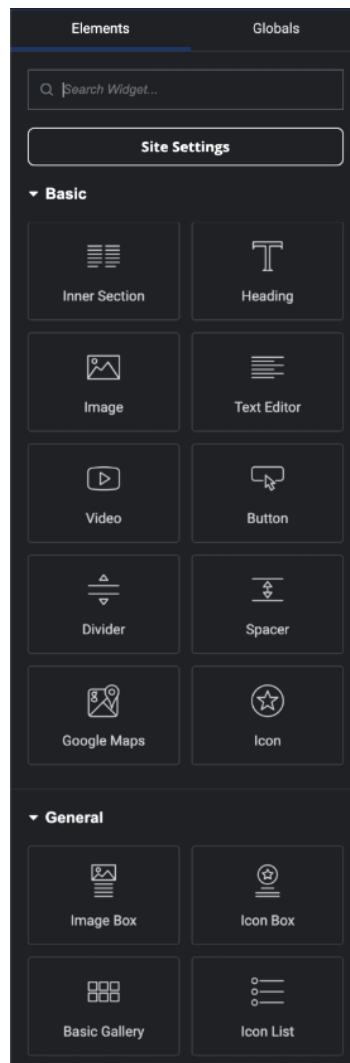 Elements Globals
Search Widget...
Site Settings
Basic
Inner Section Heading
Image Text Editor
Video Button
Divider Spacer
Google Maps Icon
General
Image Box Icon Box
Basic Gallery Icon List